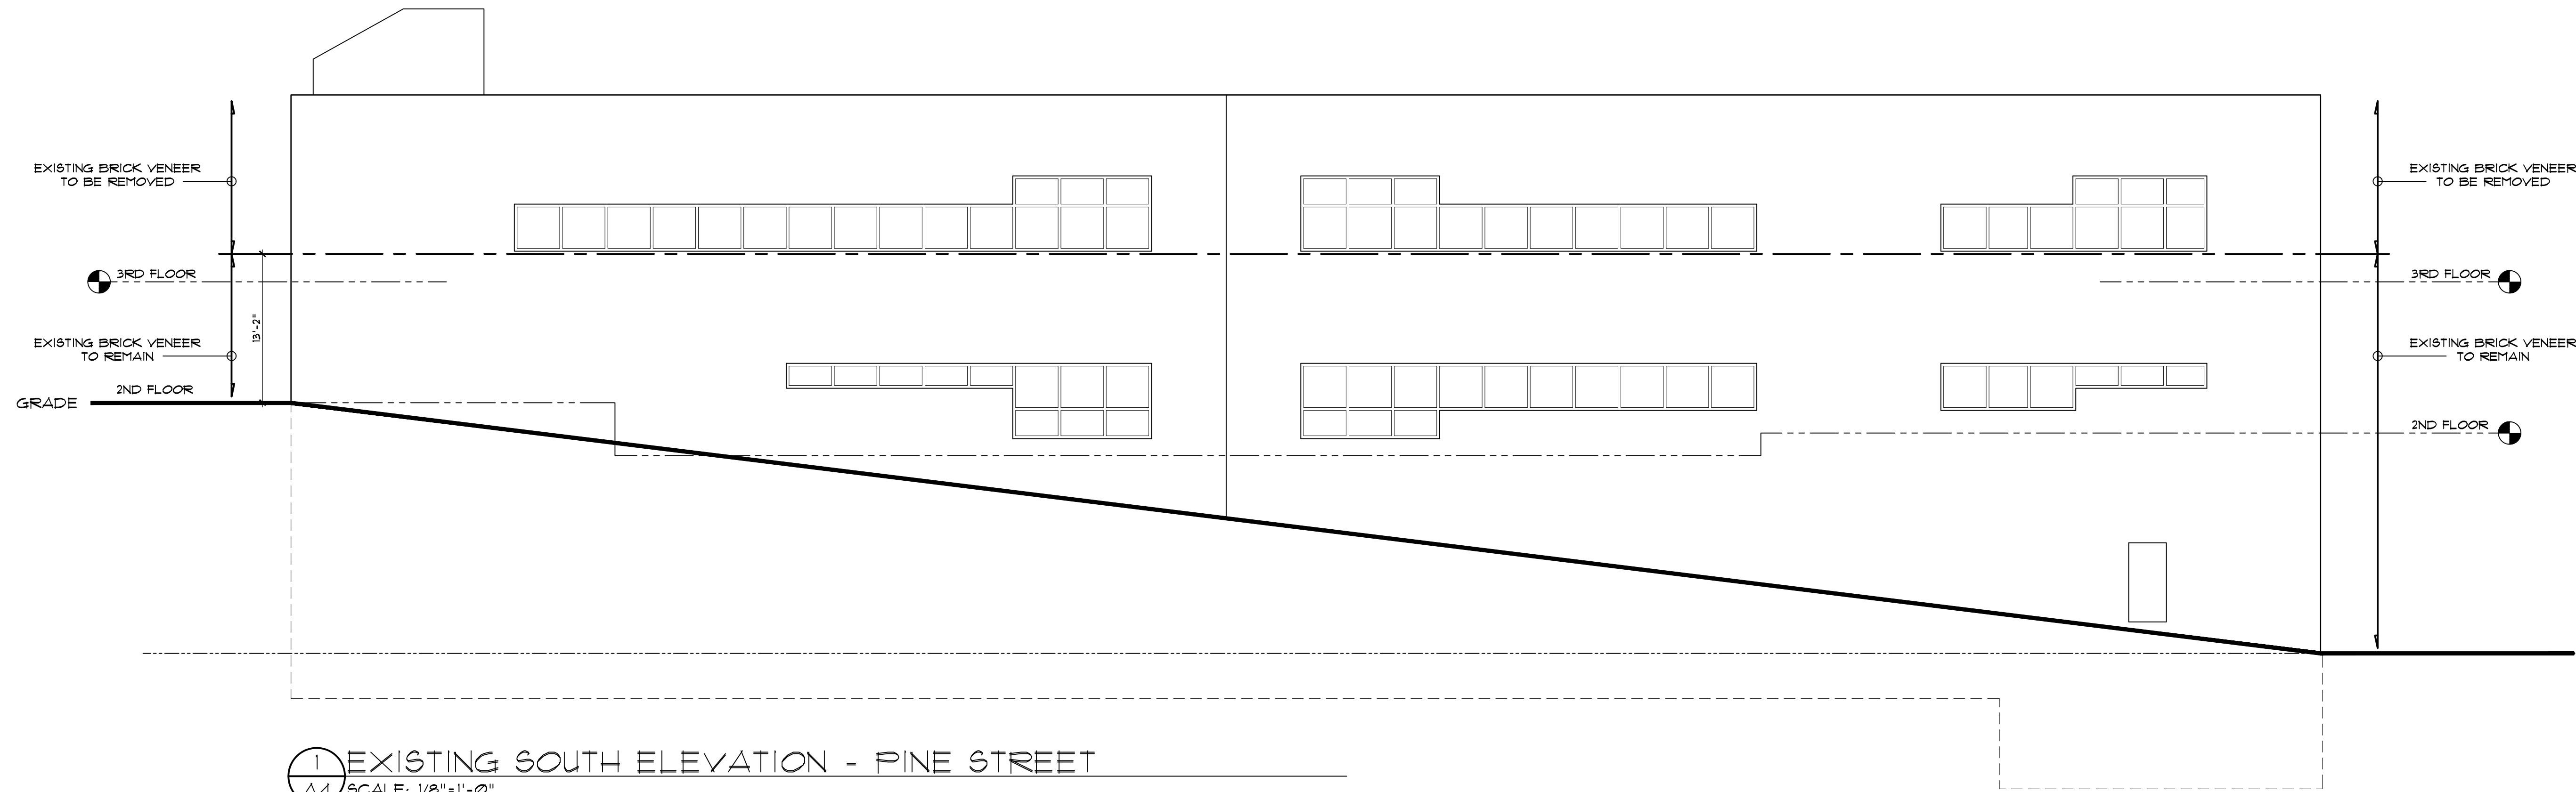 EXISTING BRICK VENEER
TO BE REMOVED
EXISTING BRICK VENEER
TO BE REMOVED
3RD FLOOR
3RD FLOOR
13'-2"
EXISTING BRICK VENEER
TO REMAIN
EXISTING BRICK VENEER
TO REMAIN
2ND FLOOR
GRADE
2ND FLOOR
1
EXISTING SOUTH ELEVATION - PINE STREET
A4
SCALE: 1/8"=1'-0"